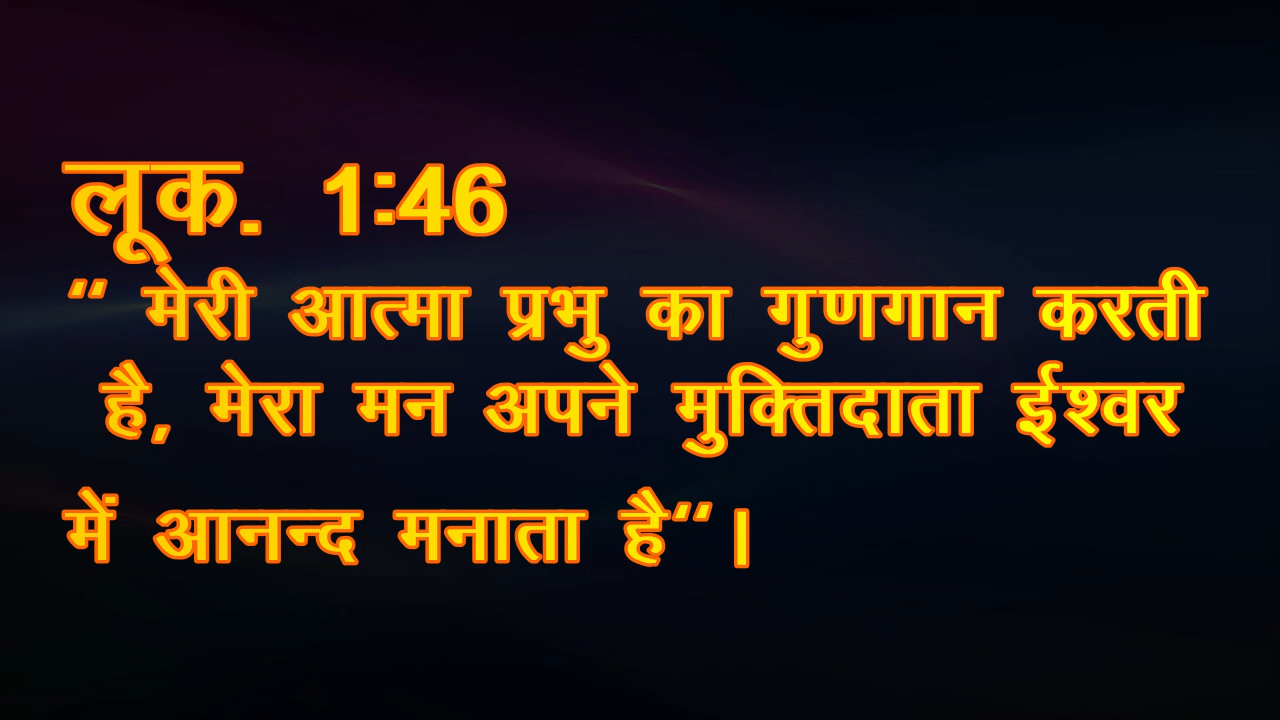 लूक. 1:46
“ मेरी आत्मा प्रभु का गुणगान करती
है, मेरा मन अपने मुक्तिदाता ईश्वर
में आनन्द मनाता है“।